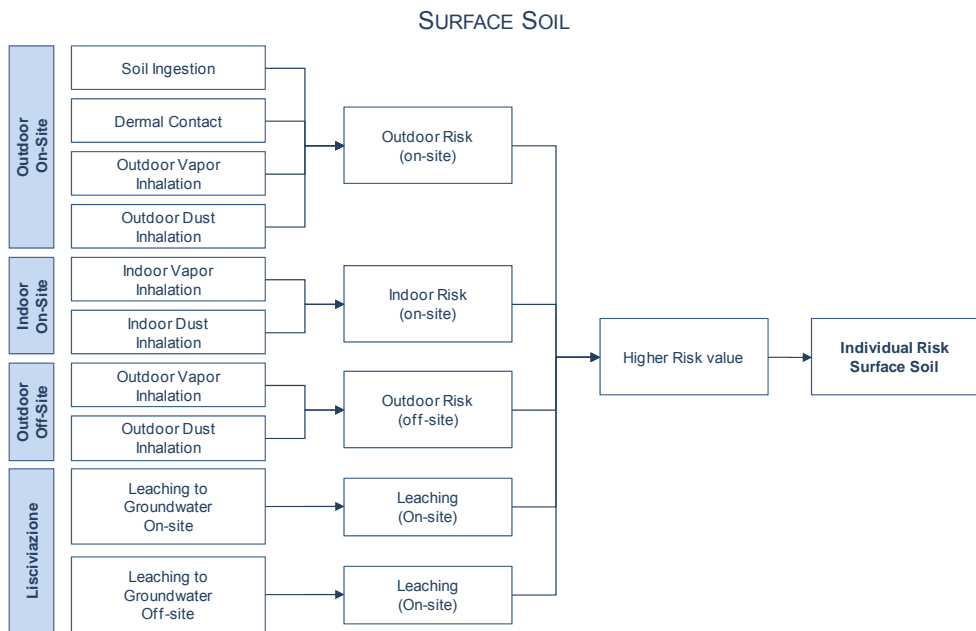 SURFACE SOIL
Outdoor
On-Site
Soil Ingestion
Dermal Contact
Outdoor Vapor
Inhalation
Outdoor Dust
Inhalation
Outdoor Risk
(on-site)
Indoor
On-Site
Indoor Vapor
Inhalation
Indoor Dust
Inhalation
Indoor Risk
(on-site)
Outdoor
Off-Site
Outdoor Vapor
Inhalation
Outdoor Dust
Inhalation
Outdoor Risk
(off-site)
Lisciviazione
Leaching to
Groundwater
On-site
Leaching
(On-site)
Leaching to
Groundwater
Off-site
Leaching
(On-site)
Higher Risk value
Individual Risk
Surface Soil